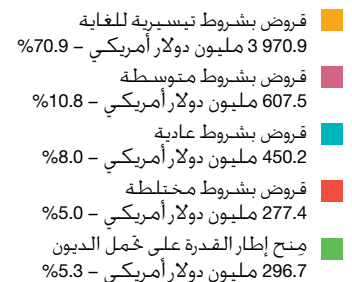 قروض بشروط تيسيرية للغاية
970.9 3 مليون دولار أمريكي – 70.9%
قروض بشروط متوسطة
607.5 مليون دولار أمريكي – 10.8%
قروض بشروط عادية
450.2 مليون دولار أمريكي – 8.0%
قروض بشروط مختلطة
277.4 مليون دولار أمريكي – 5.0%
مِنح إطار القدرة على تحمل الديون
296.7 مليون دولار أمريكي – 5.3%